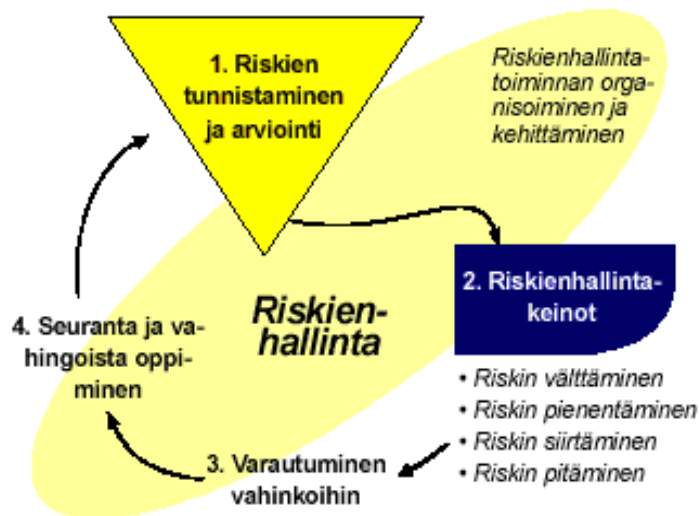 1. Riskien
tunnistaminen
ja arviointi
Riskienhallinta-
toiminnan orga-
nisoiminen ja
kehittäminen
2. Riskienhallinta-
keinot
• Riskin välttäminen
• Riskin pienentäminen
• Riskin siirtäminen
• Riskin pitäminen
3. Varautuminen
vahinkoihin
4. Seuranta ja va-
hingoista oppi-
minen
Riskien-
hallinta